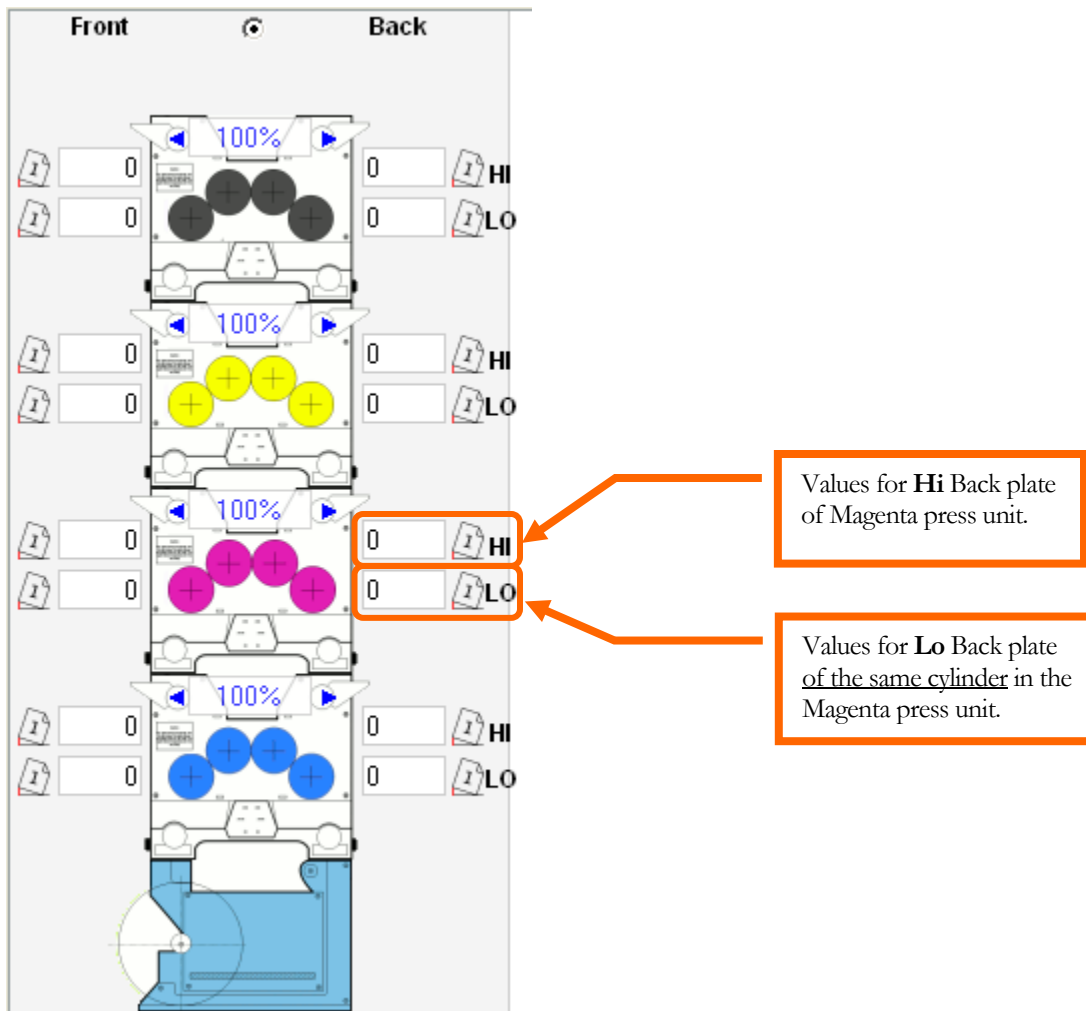 Front Back
100%
0 0 HI
0 0 LO
100%
0 0 HI
0 0 LO
100%
0 0 HI
0 0 LO
100%
0 0 HI
0 0 LO
Values for Hi Back plate
of Magenta press unit.
Values for Lo Back plate
of the same cylinder in the
Magenta press unit.